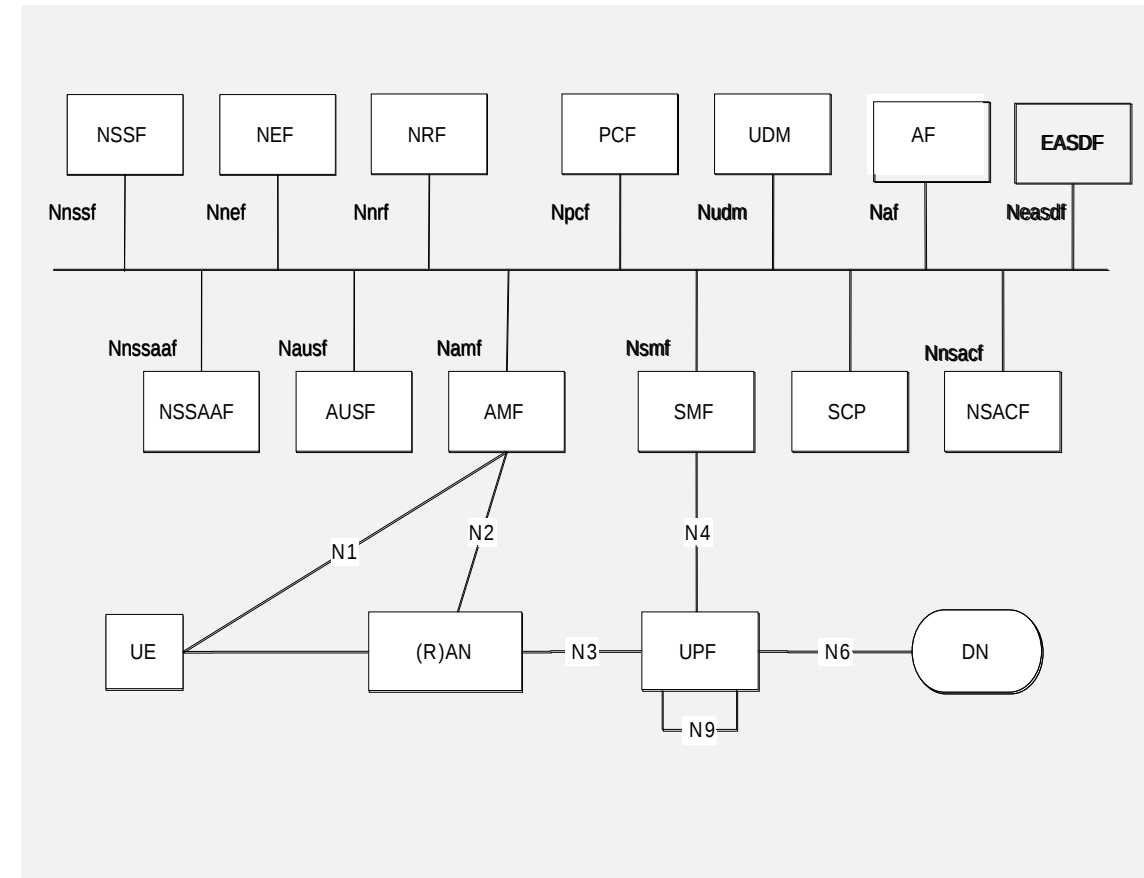 NSSF NEF NRF PCF UDM AF EASDF
Nnssf Nnef Nnrf Npcf Nudm Naf Neasdf
Nnssaaf Nausf Namf Nsmf Nnsacf
NSSAAF AUSF AMF SMF SCP NSACF
N1 N2 N4
UE (R)AN N3 UPF N6 DN
N9